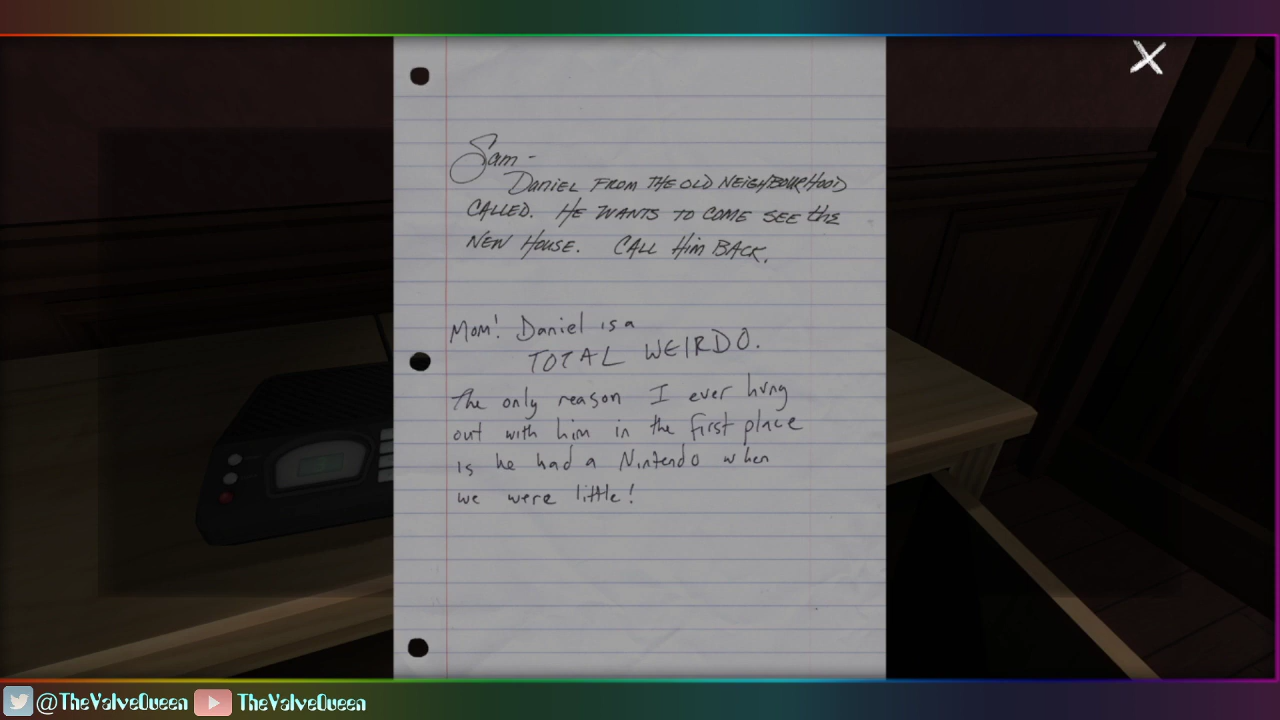 Sam-
DANIEL FROM THE OLD NEIGHBOURHOOD
CALLED. HE WANTS TO COME SEE the
NEW HOUSE. CALL HIM BACK.
Mom! Daniel is a
TOTAL WEIRDO.
The only reason I ever hung
out with him in the first place
is he had a Nintendo when
we were little!
@TheValveQueen TheValveQueen